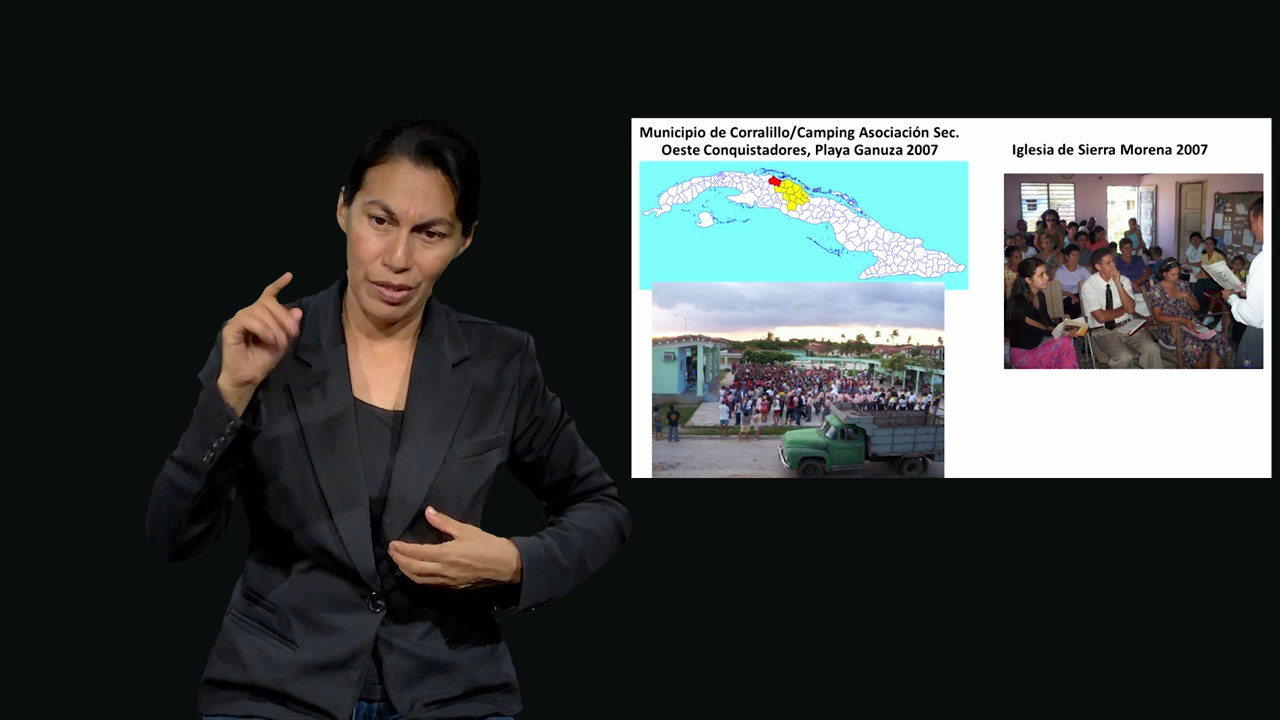 Municipio de Corralillo/Camping Asociación Sec.
Oeste Conquistadores, Playa Ganuza 2007
Iglesia de Sierra Morena 2007